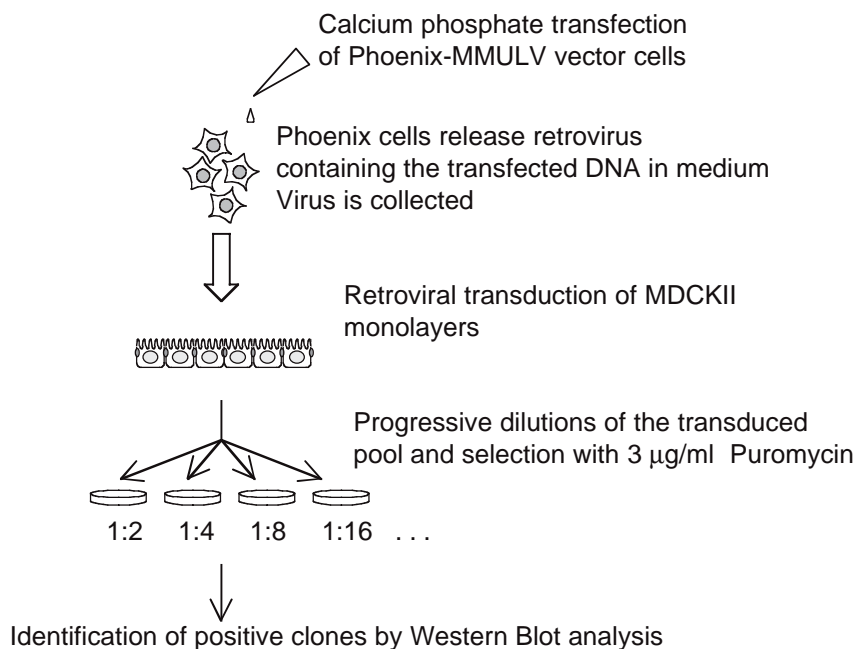 Calcium phosphate transfection
of Phoenix-MMULV vector cells
Phoenix cells release retrovirus
containing the transfected DNA in medium
Virus is collected
Retroviral transduction of MDCKII
monolayers
Progressive dilutions of the transduced
pool and selection with 3 μg/ml Puromycin
1:2 1:4 1:8 1:16 . . .
Identification of positive clones by Western Blot analysis